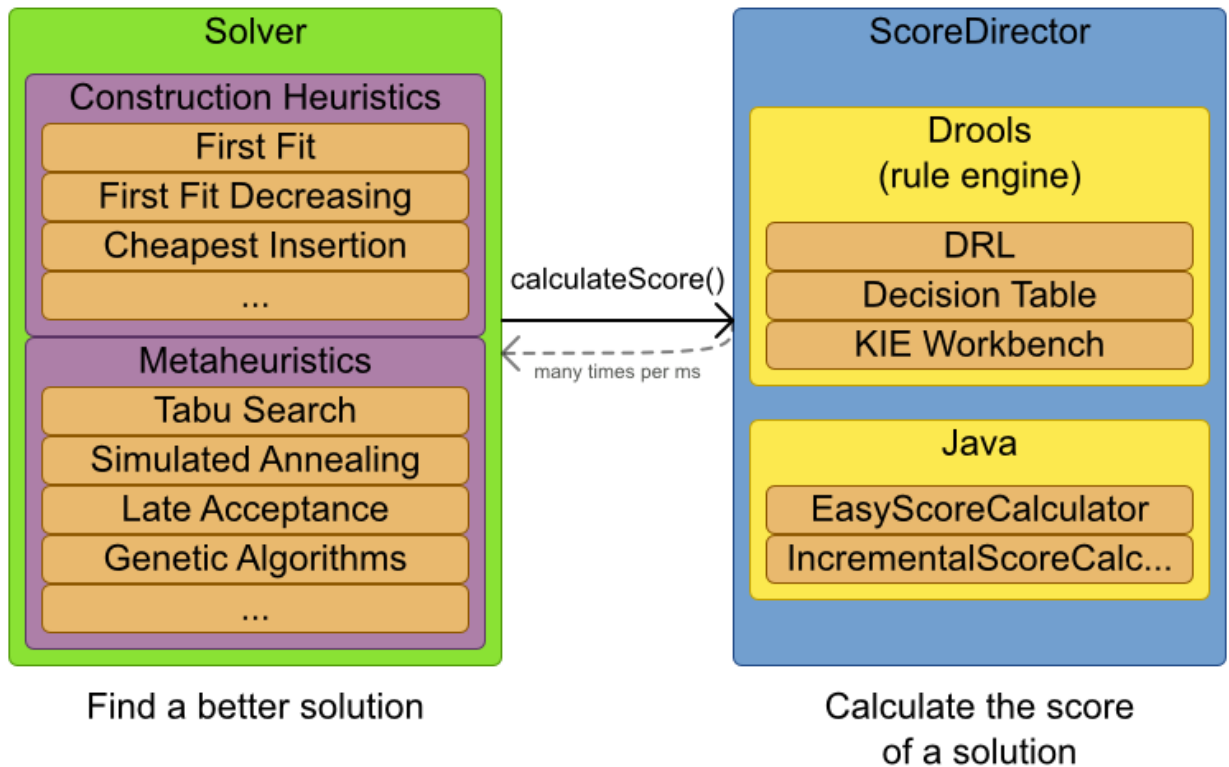 Solver
Construction Heuristics
First Fit
First Fit Decreasing
Cheapest Insertion
...
Metaheuristics
Tabu Search
Simulated Annealing
Late Acceptance
Genetic Algorithms
...
Find a better solution
calculateScore()
many times per ms
ScoreDirector
Drools
(rule engine)
DRL
Decision Table
KIE Workbench
Java
EasyScoreCalculator
IncrementalScoreCalc...
Calculate the score
of a solution